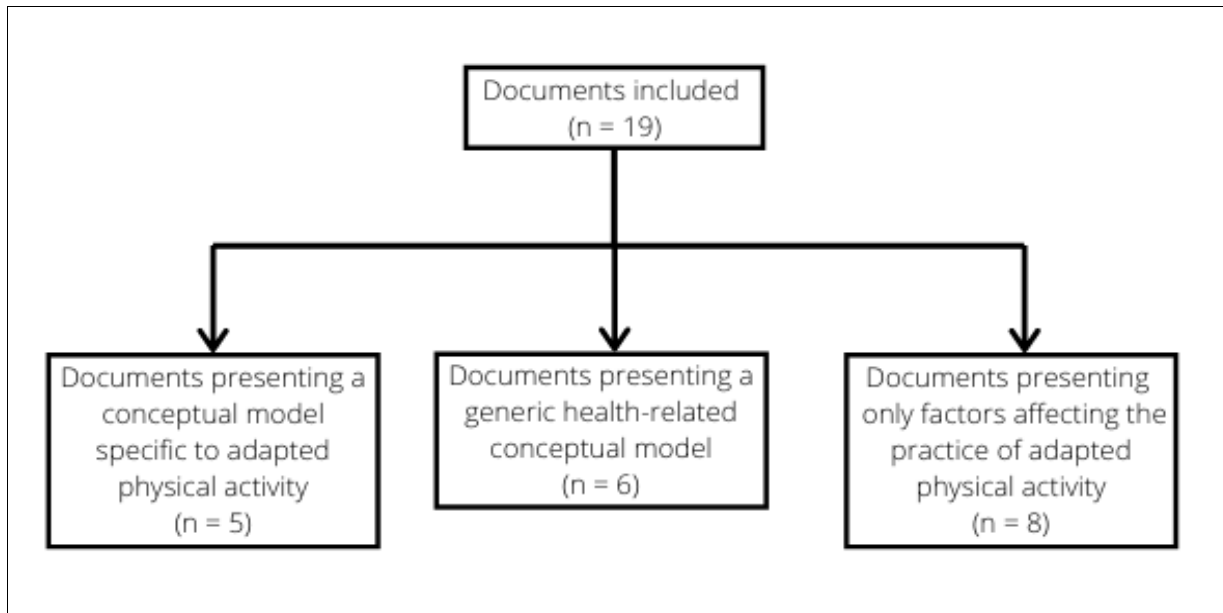 Documents included
(n = 19)
Documents presenting a
conceptual model
specific to adapted
physical activity
(n = 5)
Documents presenting a
generic health-related
conceptual model
(n = 6)
Documents presenting
only factors affecting the
practice of adapted
physical activity
(n = 8)